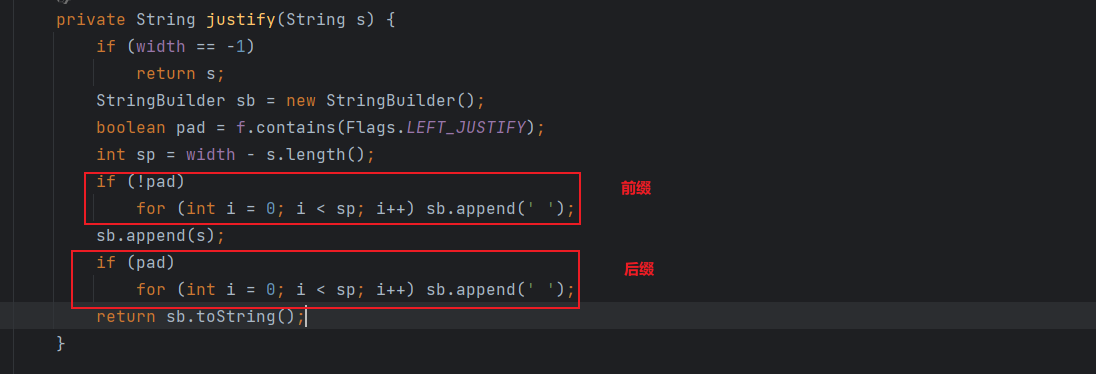 private String justify(String s) {
if (width == -1)
return s;
StringBuilder sb = new StringBuilder();
boolean pad = f.contains(Flags.LEFT_JUSTIFY);
int sp = width - s.length();
if (!pad)
前缀
for (int i = 0; i < sp; i++) sb.append(' ');
sb.append(s);
if (pad)
后缀
for (int i = 0; i < sp; i++) sb.append(' ');
return sb.toString();
}